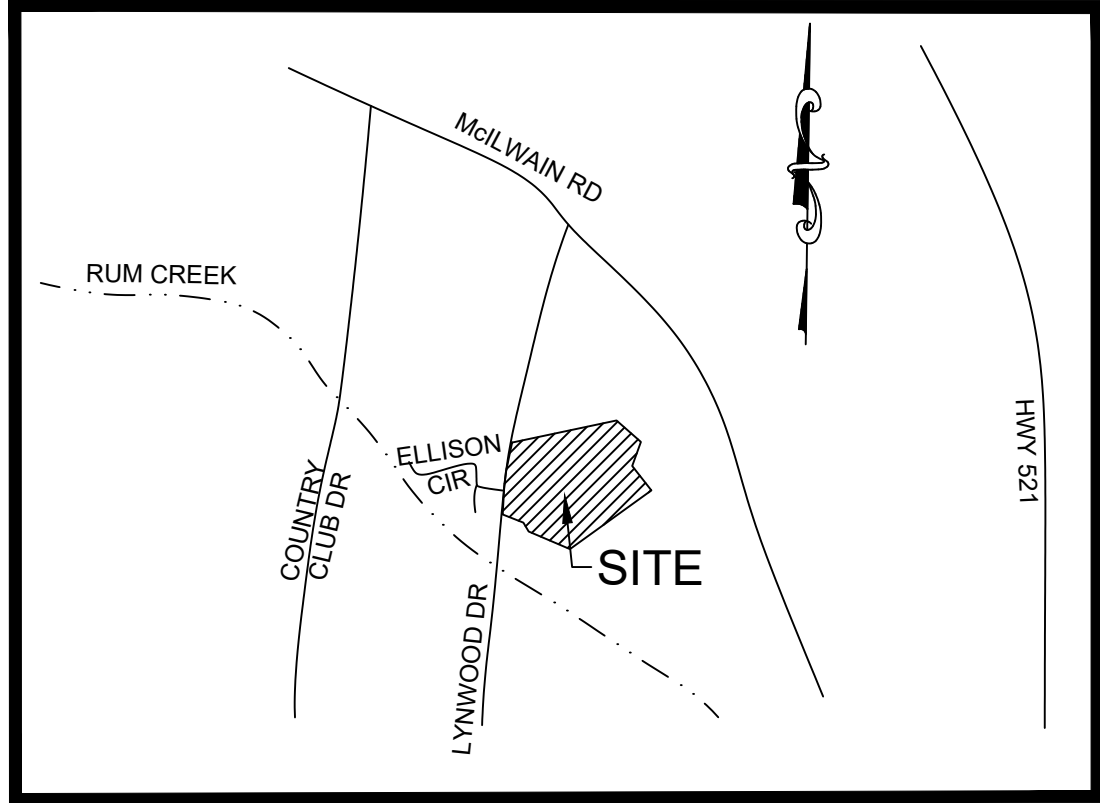 McILWAIN RD
RUM CREEK
HWY 521
ELLISON
CIR
COUNTRY
CLUB DR
SITE
LYNWOOD DR